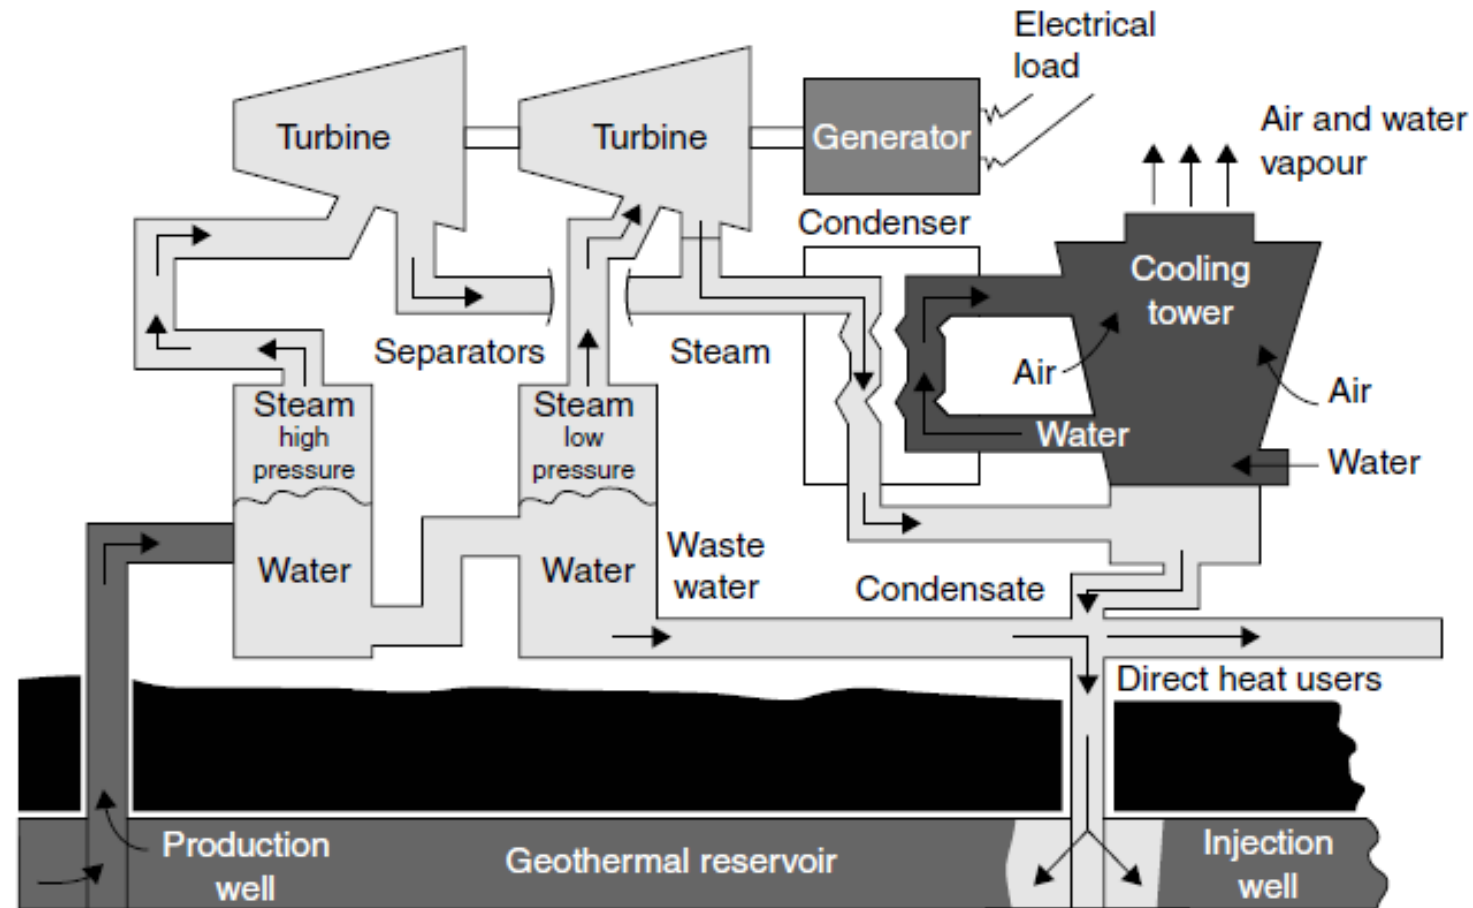 Electrical
load
Air and water
vapour
Turbine
Turbine
Generator
Condenser
Cooling
tower
Separators
Steam
Air
Air
Steam
high
pressure
Steam
low
pressure
Water
Water
Water
Water
Waste
water
Condensate
Direct heat users
Production
well
Geothermal reservoir
Injection
well